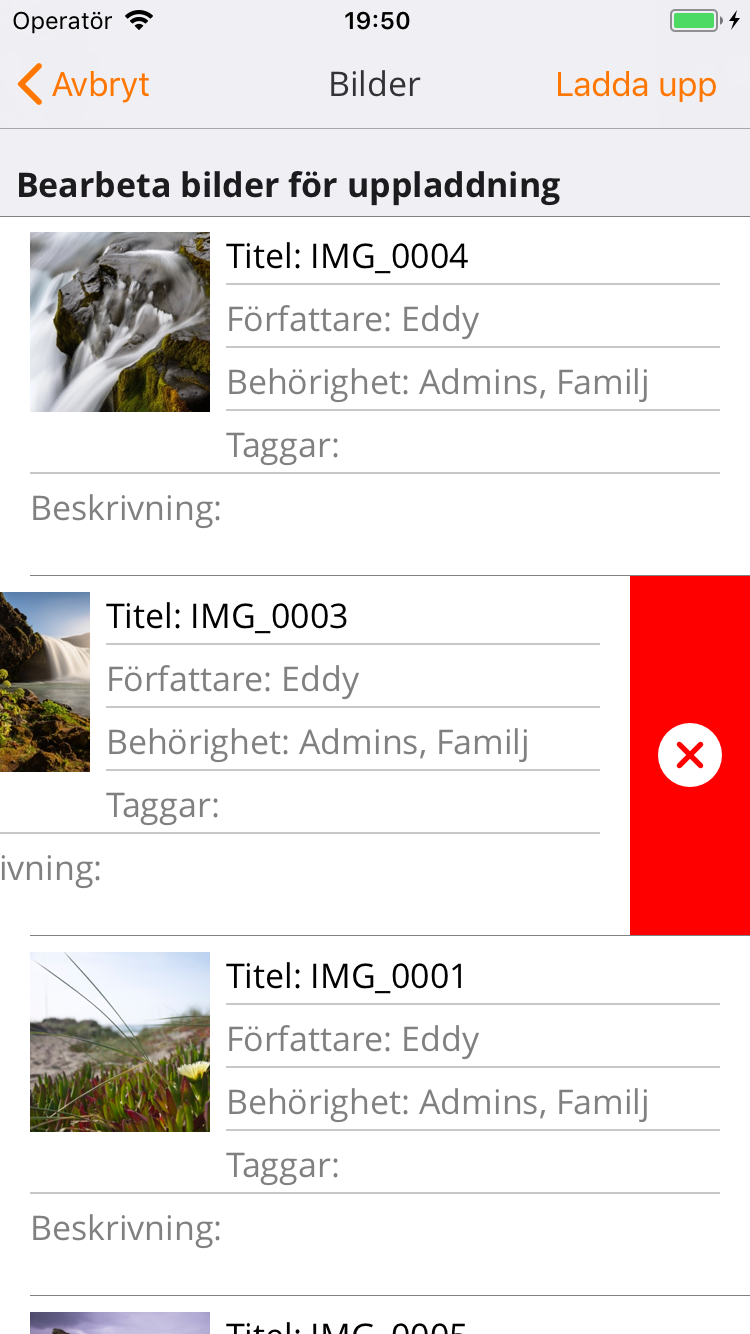 Operatör 19:50
Avbryt Bilder Ladda upp
Bearbeta bilder för uppladdning
Titel: IMG_0004
Författare: Eddy
Behörighet: Admins, Familj
Taggar:
Beskrivning:
Titel: IMG_0003
Författare: Eddy
Behörighet: Admins, Familj
Taggar:
ivning:
Titel: IMG_0001
Författare: Eddy
Behörighet: Admins, Familj
Taggar:
Beskrivning:
Titel: IMG_0005